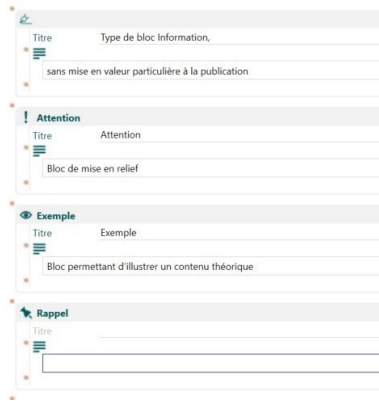 Titre Type de bloc Information,
sans mise en valeur particulière à la publication
Attention
Titre Attention
Bloc de mise en relief
Exemple
Titre Exemple
Bloc permettant d'illustrer un contenu théorique
Rappel
Titre